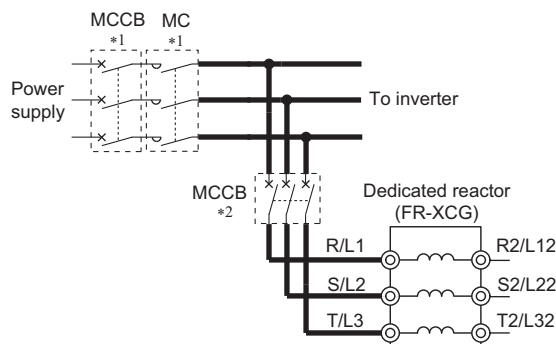 MCCB MC
*1 *1
Power
supply
To inverter
MCCB
*2
Dedicated reactor
(FR-XCG)
R/L1 R2/L12
S/L2 S2/L22
T/L3 T2/L32